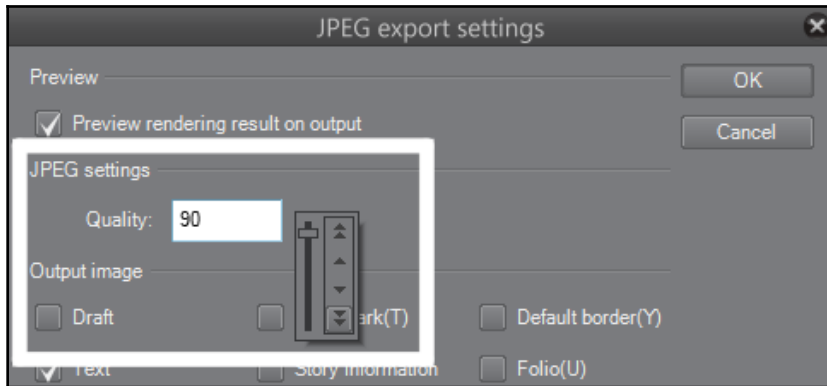 JPEG export settings
Preview
OK
Preview rendering result on output
Cancel
JPEG settings
Quality: 90
Output image
Draft ark(T) Default border(Y)
Text Story information Folio(U)